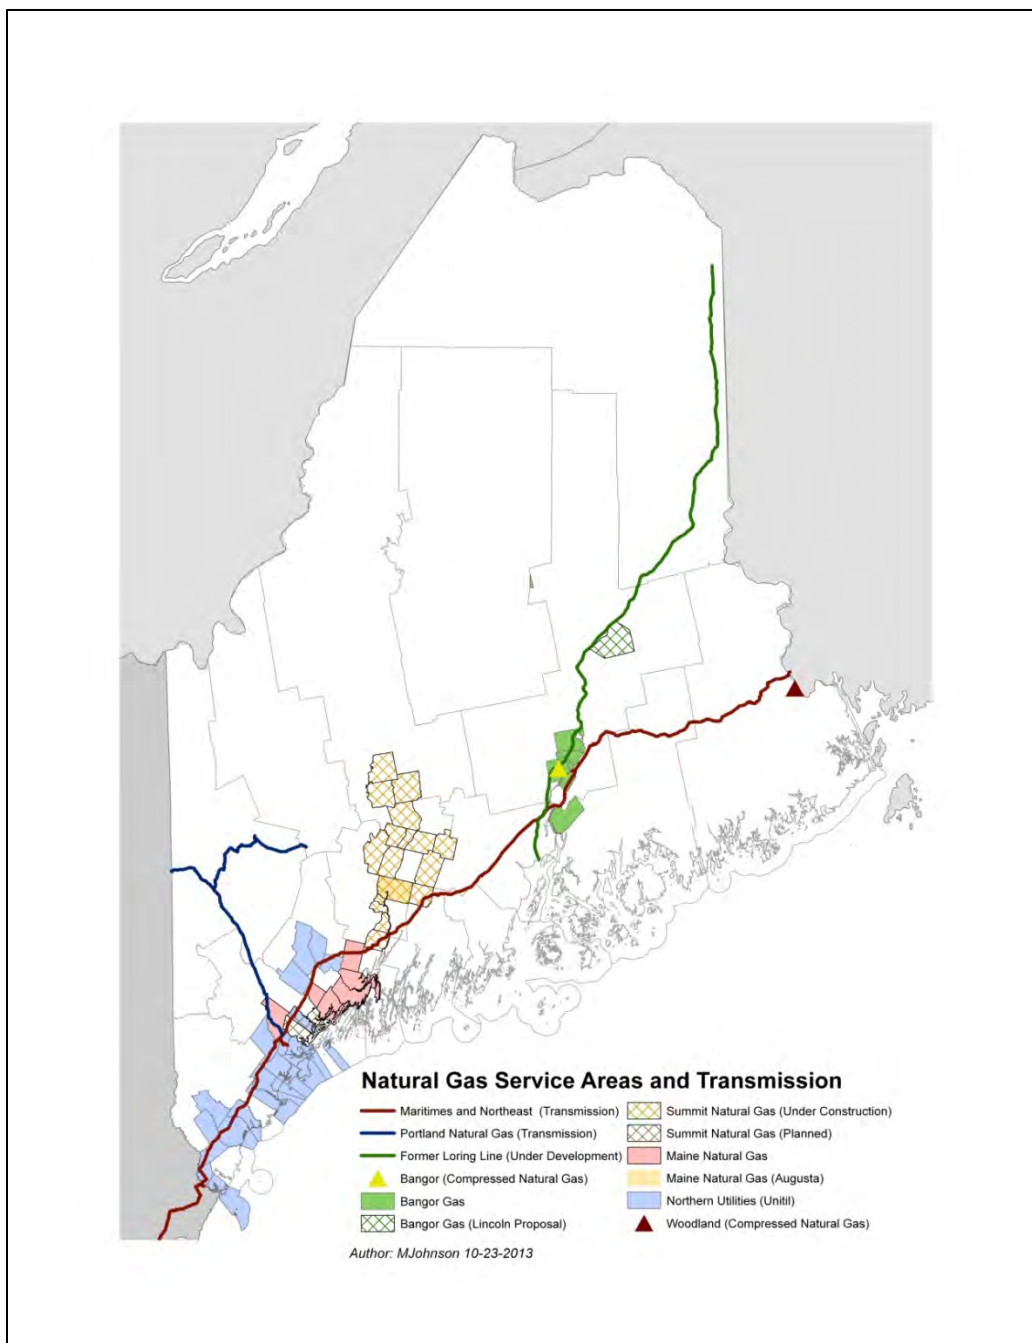 Natural Gas Service Areas and Transmission
Maritimes and Northeast (Transmission)
Portland Natural Gas (Transmission)
Former Loring Line (Under Development)
Bangor (Compressed Natural Gas)
Bangor Gas
Bangor Gas (Lincoln Proposal)
Summit Natural Gas (Under Construction)
Summit Natural Gas (Planned)
Maine Natural Gas
Maine Natural Gas (Augusta)
Northern Utilities (Unitil)
Woodland (Compressed Natural Gas)
Author: MJohnson 10-23-2013